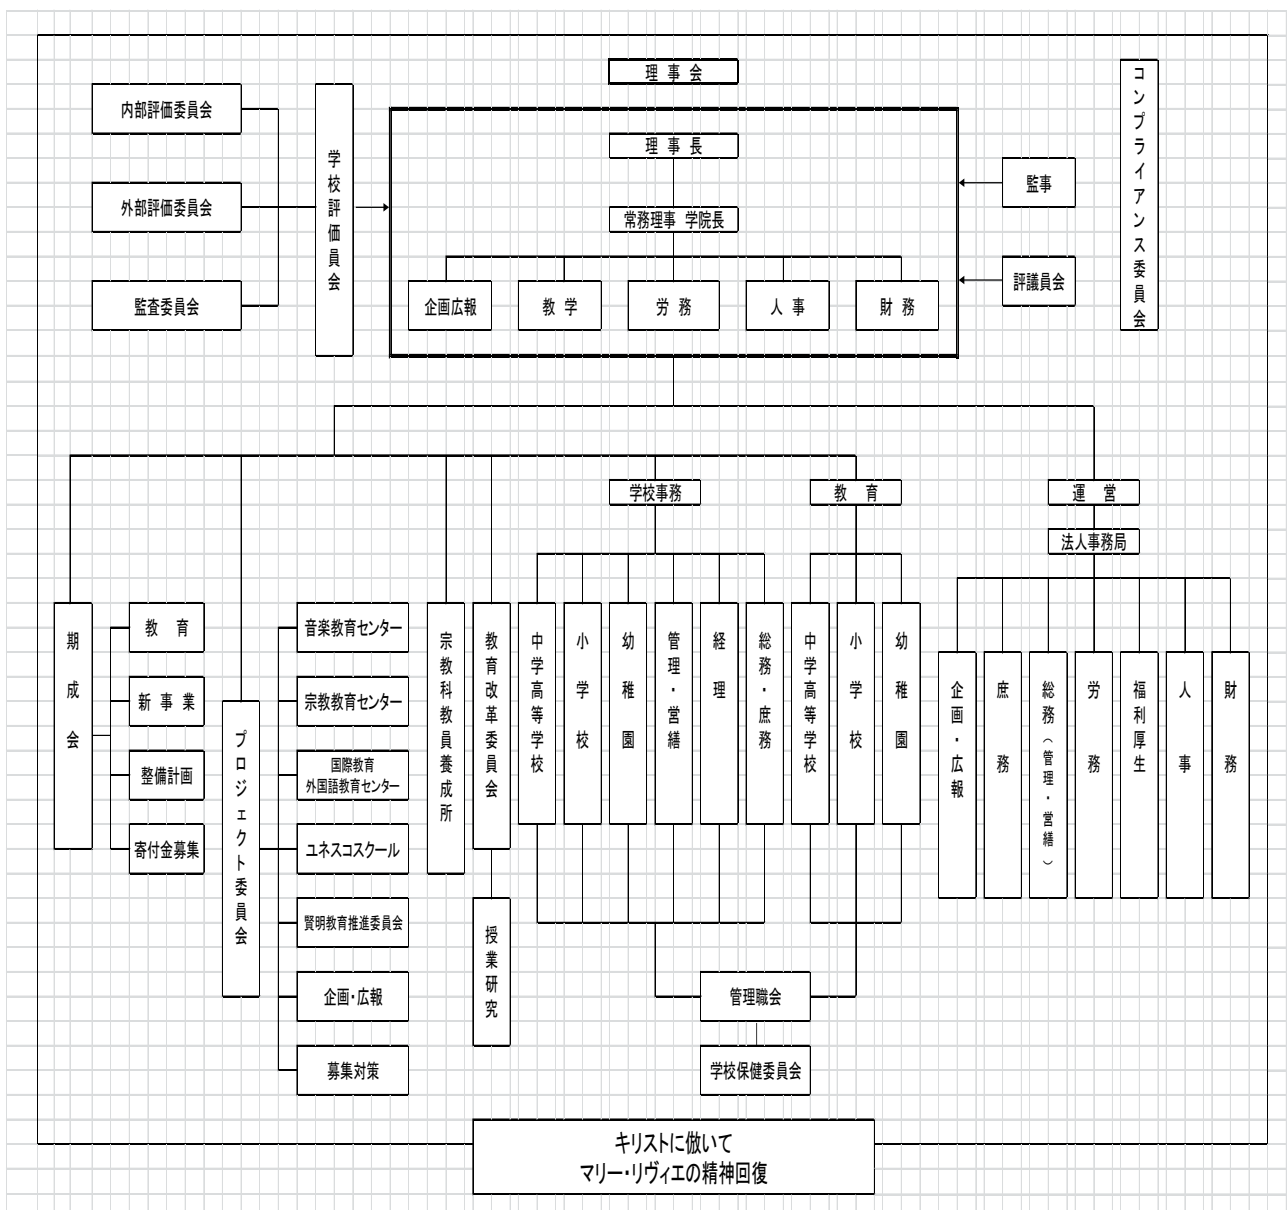 理事会
コンプライアンス委員会
内部評価委員会
外部評価委員会
監査委員会
学校評価員会
理事長
常務理事 学院長
企画広報
教学
労務
人事
財務
監事
評議員会
学校事務
教育
運営
法人事務局
期成会
教育
新事業
整備計画
寄付金募集
プロジェクト委員会
音楽教育センター
宗教教育センター
国際教育
外国語教育センター
ユネスコスクール
賢明教育推進委員会
企画・広報
募集対策
宗教科教員養成所
教育改革委員会
授業研究
中学高等学校
小学校
幼稚園
管理・営繕
経理
総務・庶務
中学高等学校
小学校
幼稚園
企画・広報
庶務
総務（管理・営繕）
労務
福利厚生
人事
財務
管理職会
学校保健委員会
キリストに倣いて
マリー・リヴィエの精神回復